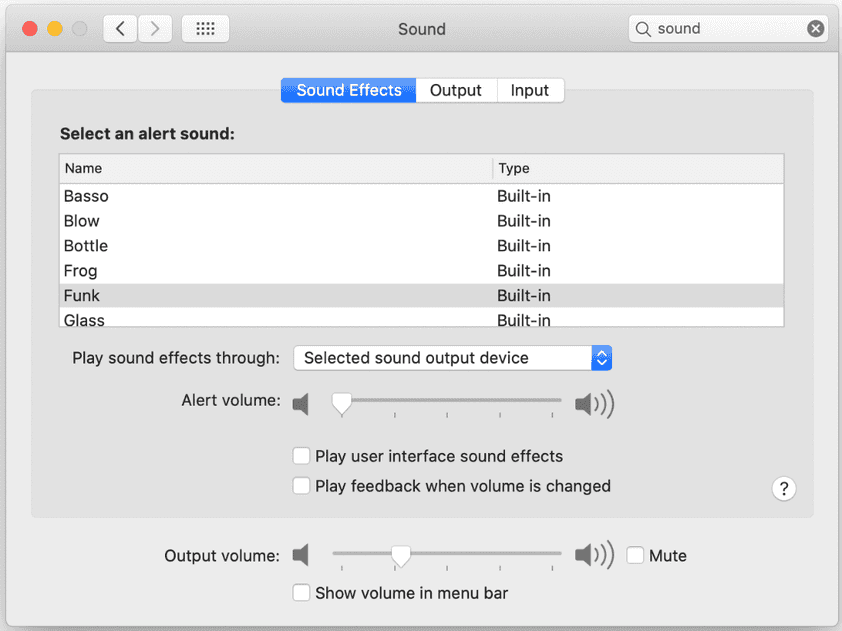 Sound
sound
Sound Effects Output Input
Select an alert sound:
Name Type
Basso Built-in
Blow Built-in
Bottle Built-in
Frog Built-in
Funk Built-in
Glass Built-in
Play sound effects through: Selected sound output device
Alert volume:
Play user interface sound effects
Play feedback when volume is changed
?
Output volume: Mute
Show volume in menu bar